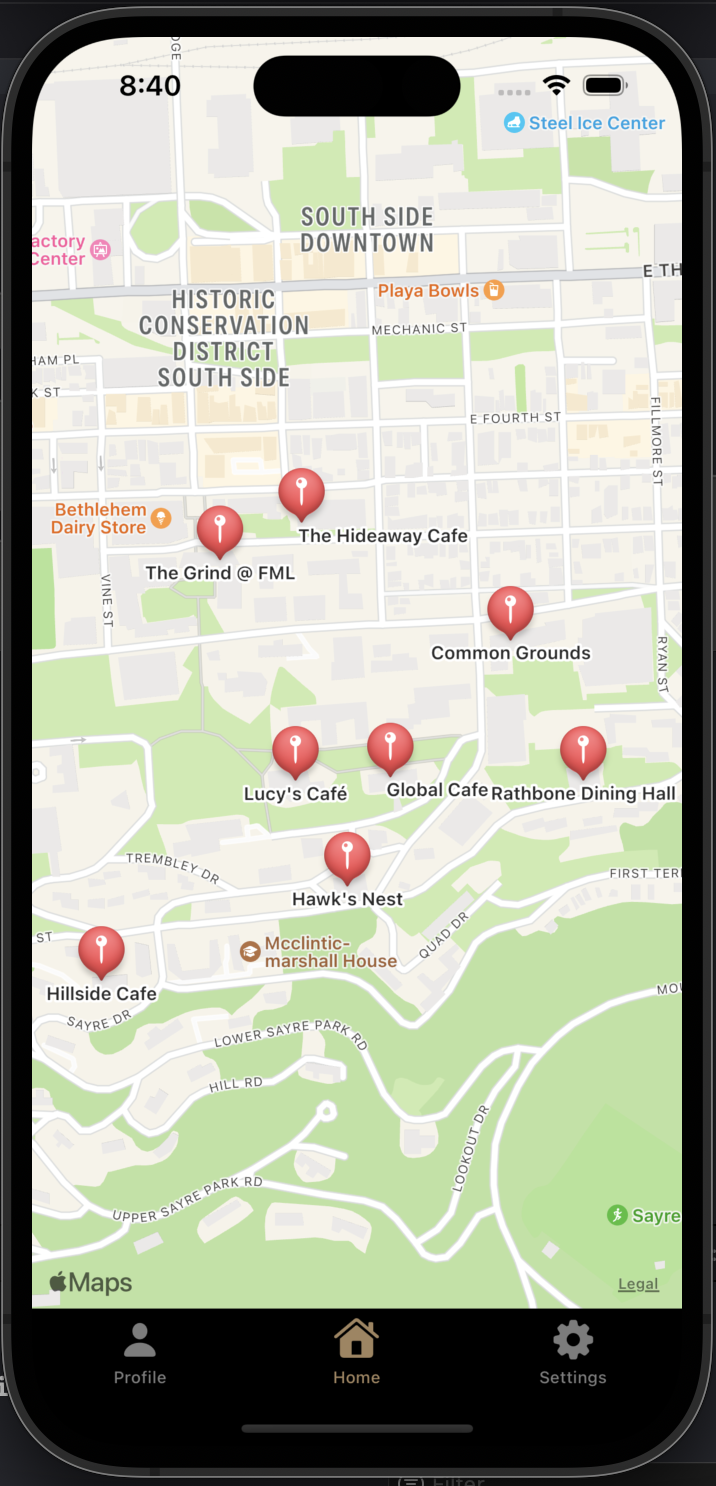 8:40
Steel Ice Center
SOUTH SIDE
DOWNTOWN
actory
Center
E TH
Playa Bowls
HISTORIC
CONSERVATION
DISTRICT
SOUTH SIDE
MECHANIC ST
HAM PL
K ST
E FOURTH ST
FILLMORE ST
Bethlehem
Dairy Store
The Hideaway Cafe
The Grind @ FML
VINE ST
Common Grounds
RYAN ST
Lucy's Café
Global Cafe
Rathbone Dining Hall
TREMBLEY DR
Hawk's Nest
FIRST TER
ST
QUAD DR
Mcclintic-
marshall House
Hillside Cafe
SAYRE DR
MOU
LOWER SAYRE PARK RD
HILL RD
LOOKOUT DR
UPPER SAYRE PARK RD
Sayre
Maps
Legal
Profile
Home
Settings
Filter